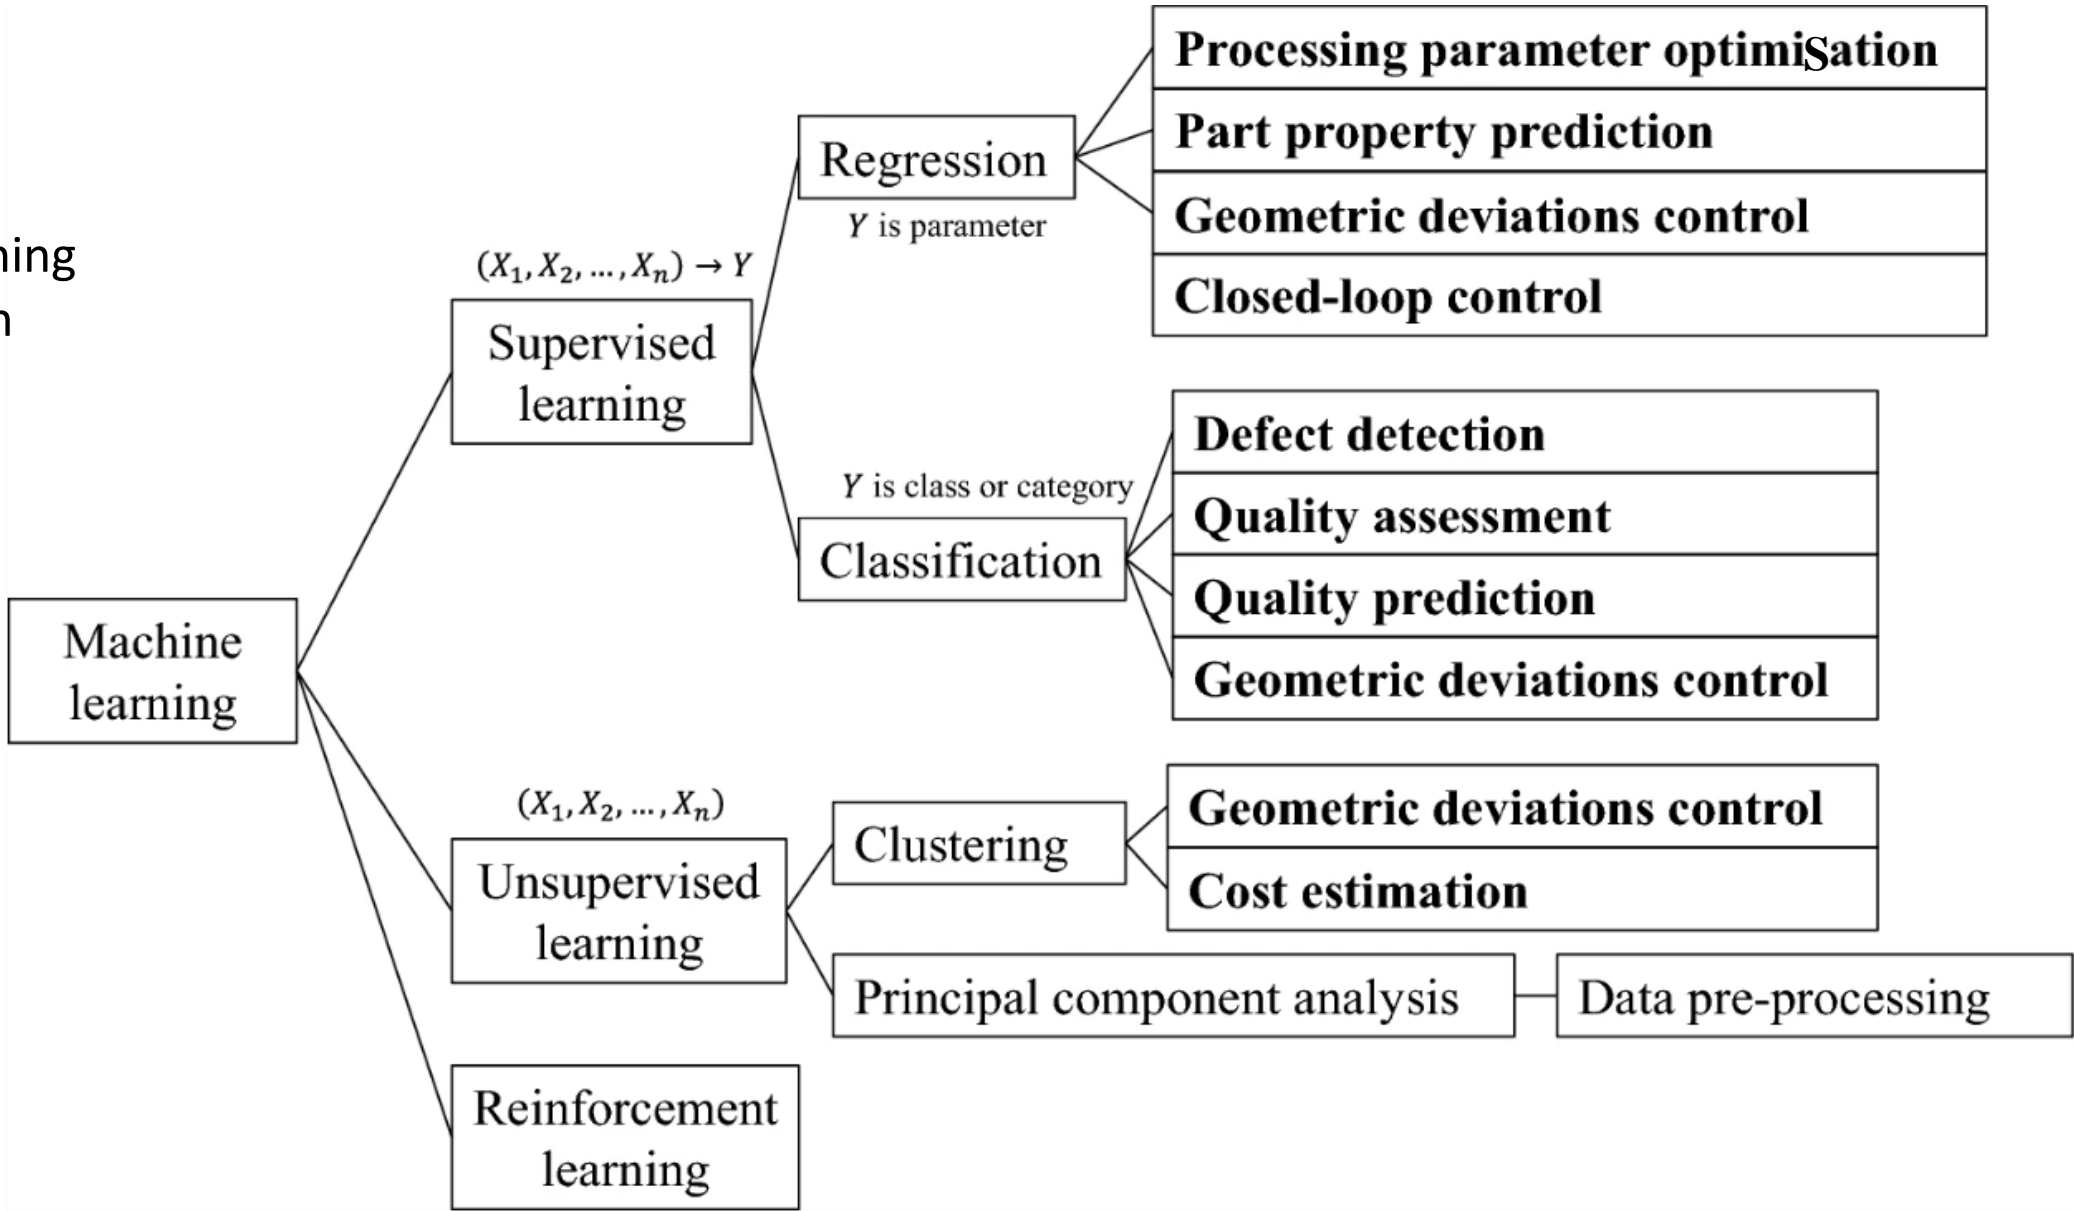 Processing parameter optimisation
Part property prediction
Regression
Geometric deviations control
Y is parameter
Closed-loop control
(X₁, X₂, ..., Xₙ) → Y
Supervised
learning
Defect detection
Quality assessment
Y is class or category
Classification
Quality prediction
Geometric deviations control
Machine
learning
(X₁, X₂, ..., Xₙ)
Unsupervised
learning
Clustering
Geometric deviations control
Cost estimation
Principal component analysis
Data pre-processing
Reinforcement
learning